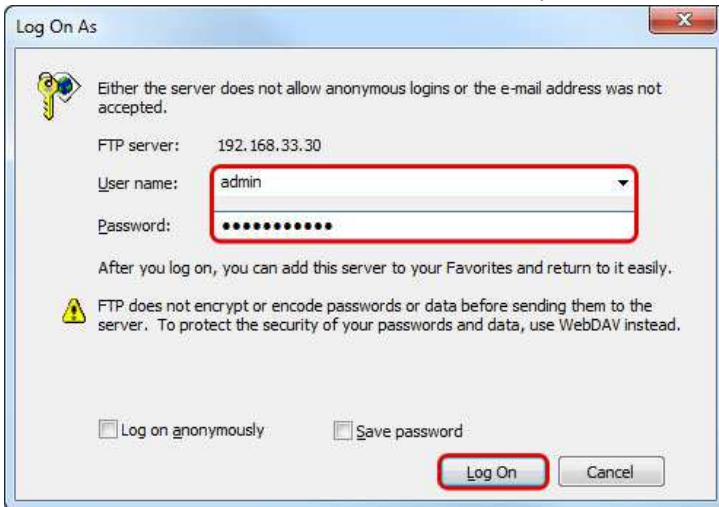 Log On As
Either the server does not allow anonymous logins or the e-mail address was not
accepted.
FTP server: 192.168.33.30
User name: admin
Password: •••••••••••
After you log on, you can add this server to your Favorites and return to it easily.
FTP does not encrypt or encode passwords or data before sending them to the
server. To protect the security of your passwords and data, use WebDAV instead.
Log on anonymously Save password
Log On Cancel